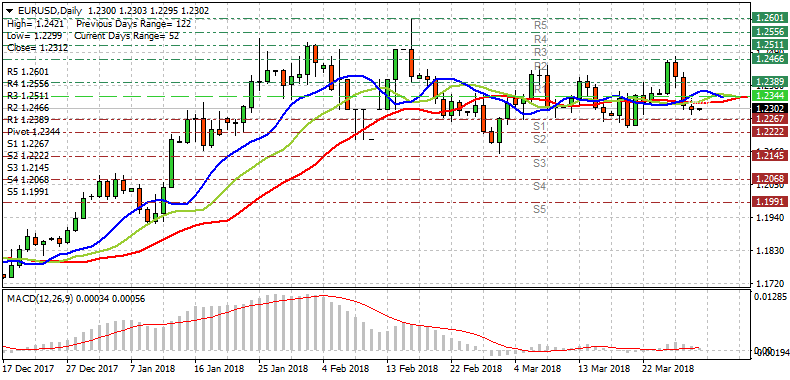 EURUSD,Daily 1.2300 1.2303 1.2295 1.2302
High= 1.2421 Previous Days Range= 122
Low= 1.2299 Current Days Range= 52
Close= 1.2312
R5 1.2601
R4 1.2556
R3 1.2511
R2 1.2466
R1 1.2389
Pivot 1.2344
S1 1.2267
S2 1.2222
S3 1.2145
S4 1.2068
S5 1.1991
R5
R4
R3
R2
S1
S2
S3
S4
S5
1.2601
1.2556
1.2511
1.2466
1.2389
1.2344
1.2302
1.2267
1.2222
1.2145
1.2068
1.2050
1.1991
1.1940
1.1830
1.1720
MACD(12,26,9) 0.00034 0.00056
0.01285
0.00
17 Dec 2017
27 Dec 2017
7 Jan 2018
16 Jan 2018
25 Jan 2018
4 Feb 2018
13 Feb 2018
22 Feb 2018
4 Mar 2018
13 Mar 2018
22 Mar 2018